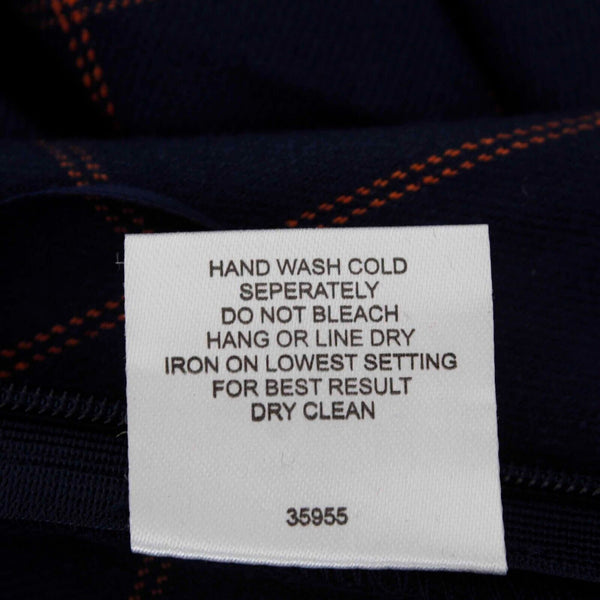 HAND WASH COLD
SEPERATELY
DO NOT BLEACH
HANG OR LINE DRY
IRON ON LOWEST SETTING
FOR BEST RESULT
DRY CLEAN
35955